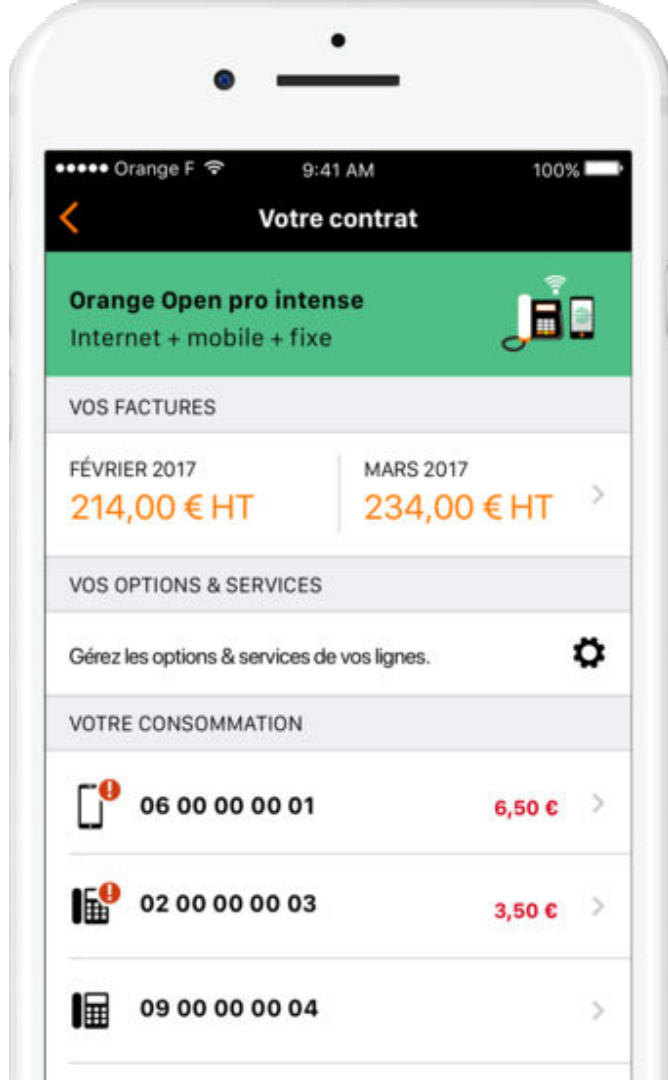 Orange F 9:41 AM 100%
Votre contrat
Orange Open pro intense
Internet + mobile + fixe
VOS FACTURES
FÉVRIER 2017 MARS 2017
214,00 € HT 234,00 € HT
VOS OPTIONS & SERVICES
Gérez les options & services de vos lignes.
VOTRE CONSOMMATION
06 00 00 00 01 6,50 €
02 00 00 00 03 3,50 €
09 00 00 00 04